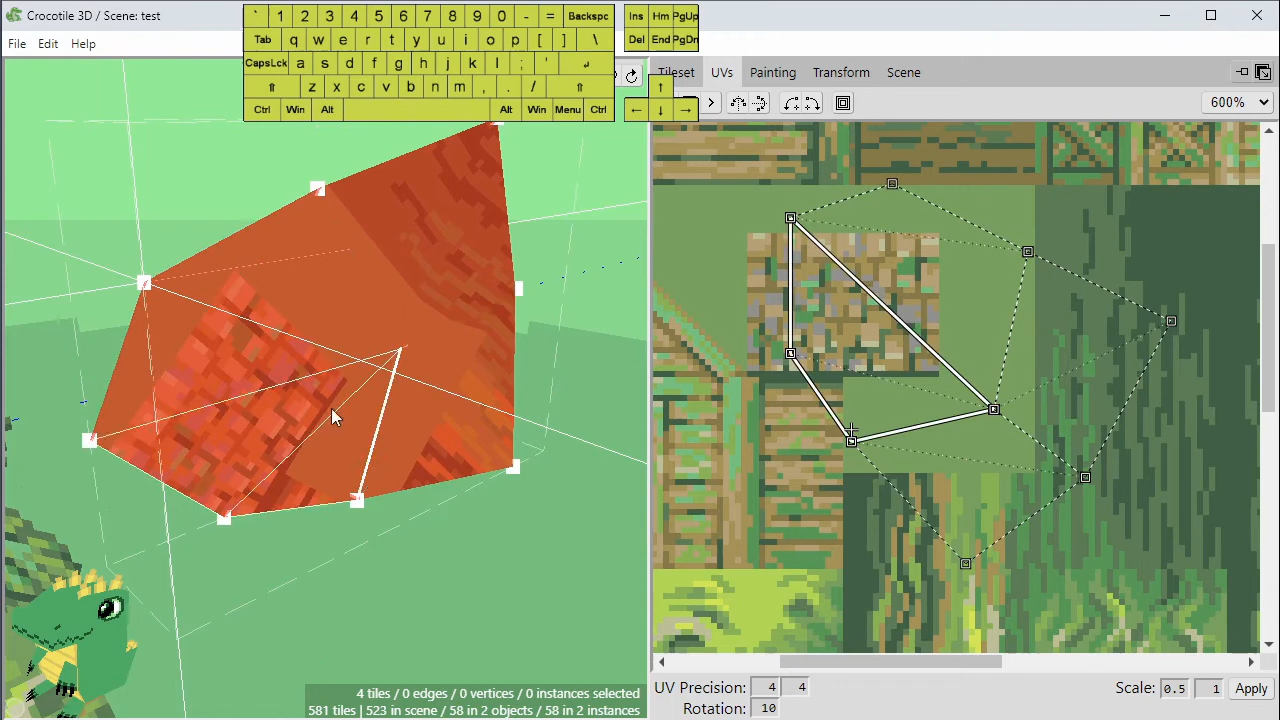 Crocotile 3D / Scene: test
File Edit Help
` 1 2 3 4 5 6 7 8 9 0 - = Backspc Ins Hm PgUp
Tab q w e r t y u i o p [ ] \ Del End PgDn
CapsLck a s d f g h j k l ; ' ↲
⇧ z x c v b n m , . / ⇧ ↑
Ctrl Win Alt Alt Win Menu Ctrl ← ↓ →
Tileset UVs Painting Transform Scene
600%
4 tiles / 0 edges / 0 vertices / 0 instances selected
581 tiles | 523 in scene / 58 in 2 objects / 58 in 2 instances
UV Precision: 4 4 Scale: 0.5 1 Apply
Rotation: 10